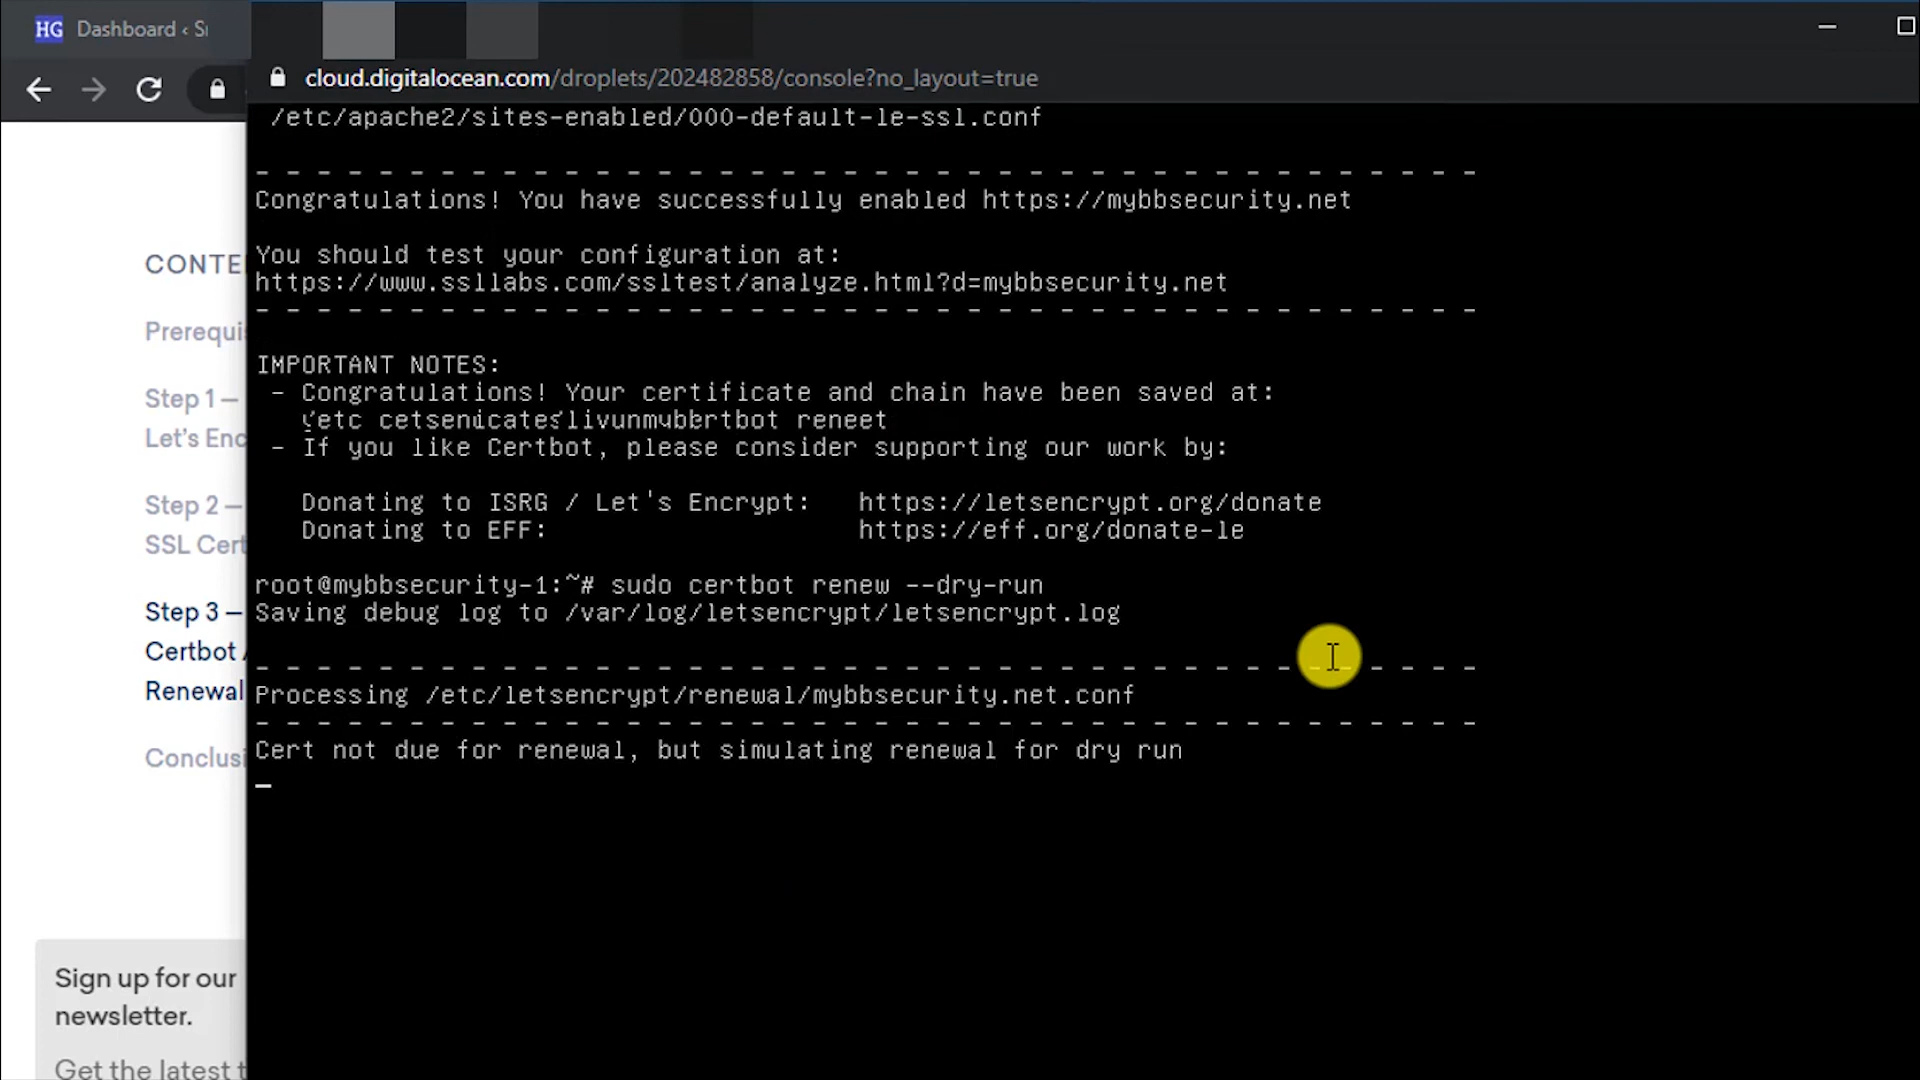 HG Dashboard ‹ Sr
cloud.digitalocean.com/droplets/202482858/console?no_layout=true
CONTE
Prerequis
Step 1 –
Let's Enc
Step 2 –
SSL Cert
Step 3 –
Certbot
Renewal
Conclusi
Sign up for our
newsletter.
Get the latest t
/etc/apache2/sites-enabled/000-default-le-ssl.conf
- - - - - - - - - - - - - - - - - - - - - - - - - - - - - - - - - - - - - - - -
Congratulations! You have successfully enabled https://mybbsecurity.net
You should test your configuration at:
https://www.ssllabs.com/ssltest/analyze.html?d=mybbsecurity.net
- - - - - - - - - - - - - - - - - - - - - - - - - - - - - - - - - - - - - - - -
IMPORTANT NOTES:
- Congratulations! Your certificate and chain have been saved at:
- If you like Certbot, please consider supporting our work by:
Donating to ISRG / Let's Encrypt: https://letsencrypt.org/donate
Donating to EFF: https://eff.org/donate-le
root@mybbsecurity-1:~# sudo certbot renew --dry-run
Saving debug log to /var/log/letsencrypt/letsencrypt.log
- - - - - - - - - - - - - - - - - - - - - - - - - - - - - - - - - - - - - - - -
Processing /etc/letsencrypt/renewal/mybbsecurity.net.conf
- - - - - - - - - - - - - - - - - - - - - - - - - - - - - - - - - - - - - - - -
Cert not due for renewal, but simulating renewal for dry run